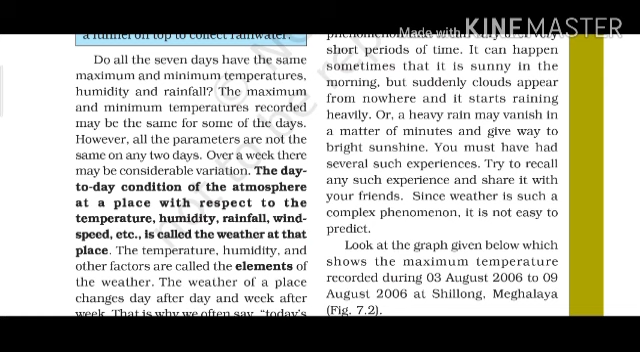 Made with KINEMASTER
a funnel on top to collect rainwater?
Do all the seven days have the same
maximum and minimum temperatures,
humidity and rainfall? The maximum
and minimum temperatures recorded
may be the same for some of the days.
However, all the parameters are not the
same on any two days. Over a week there
may be considerable variation. The day-
to-day condition of the atmosphere
at a place with respect to the
temperature, humidity, rainfall, wind-
speed, etc., is called the weather at that
place. The temperature, humidity, and
other factors are called the elements of
the weather. The weather of a place
changes day after day and week after
week. That is why we often say, “today's
short periods of time. It can happen
sometimes that it is sunny in the
morning, but suddenly clouds appear
from nowhere and it starts raining
heavily. Or, a heavy rain may vanish in
a matter of minutes and give way to
bright sunshine. You must have had
several such experiences. Try to recall
any such experience and share it with
your friends. Since weather is such a
complex phenomenon, it is not easy to
predict.
Look at the graph given below which
shows the maximum temperature
recorded during 03 August 2006 to 09
August 2006 at Shillong, Meghalaya
(Fig. 7.2).